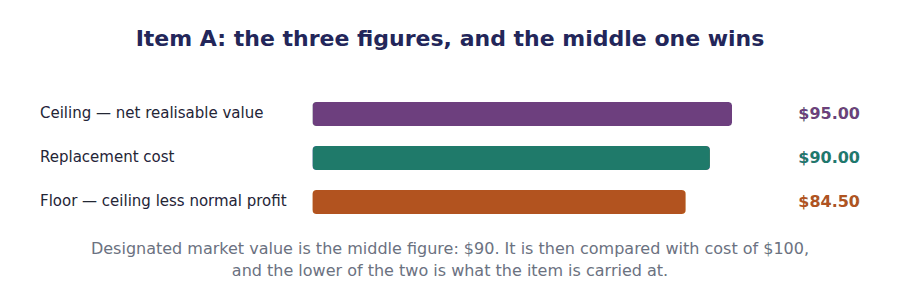 Item A: the three figures, and the middle one wins
Ceiling — net realisable value $95.00
Replacement cost $90.00
Floor — ceiling less normal profit $84.50
Designated market value is the middle figure: $90. It is then compared with cost of $100,
and the lower of the two is what the item is carried at.